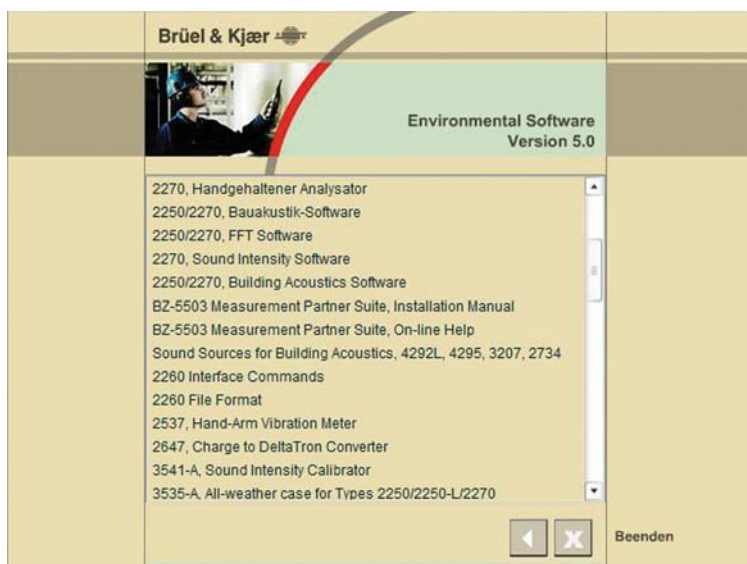 Brüel & Kjær
Environmental Software
Version 5.0
2270, Handgehaltener Analysator
2250/2270, Bauakustik-Software
2250/2270, FFT Software
2270, Sound Intensity Software
2250/2270, Building Acoustics Software
BZ-5503 Measurement Partner Suite, Installation Manual
BZ-5503 Measurement Partner Suite, On-line Help
Sound Sources for Building Acoustics, 4292L, 4295, 3207, 2734
2260 Interface Commands
2260 File Format
2537, Hand-Arm Vibration Meter
2647, Charge to DeltaTron Converter
3541-A, Sound Intensity Calibrator
3535-A, All-weather case for Types 2250/2250-L/2270
Beenden